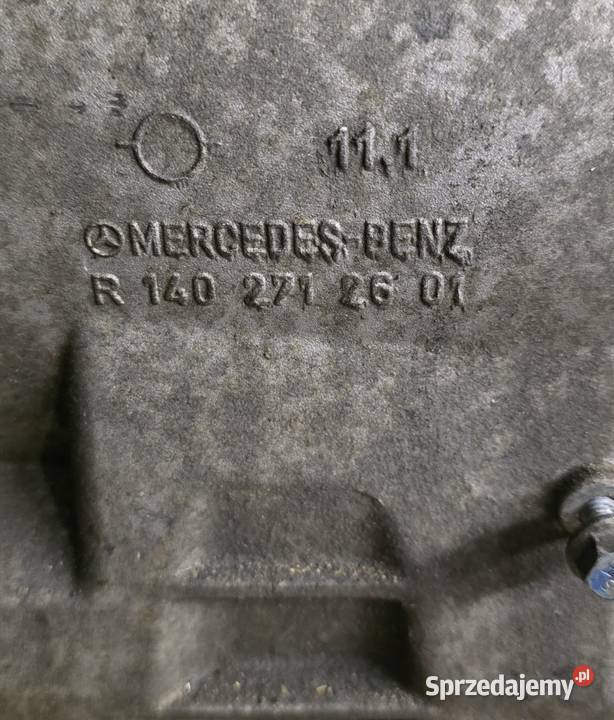 11.1
MERCEDES-BENZ
R 140 271 26 01
Sprzedajemy.pl